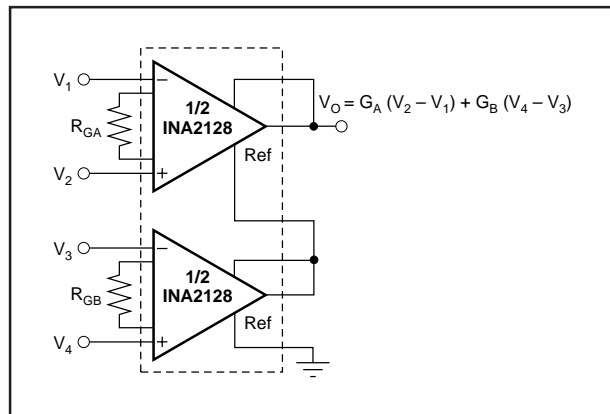 V1
RGA
V2
–
1/2
INA2128
+
Ref
VO = GA (V2 – V1) + GB (V4 – V3)
V3
RGB
V4
–
1/2
INA2128
+
Ref